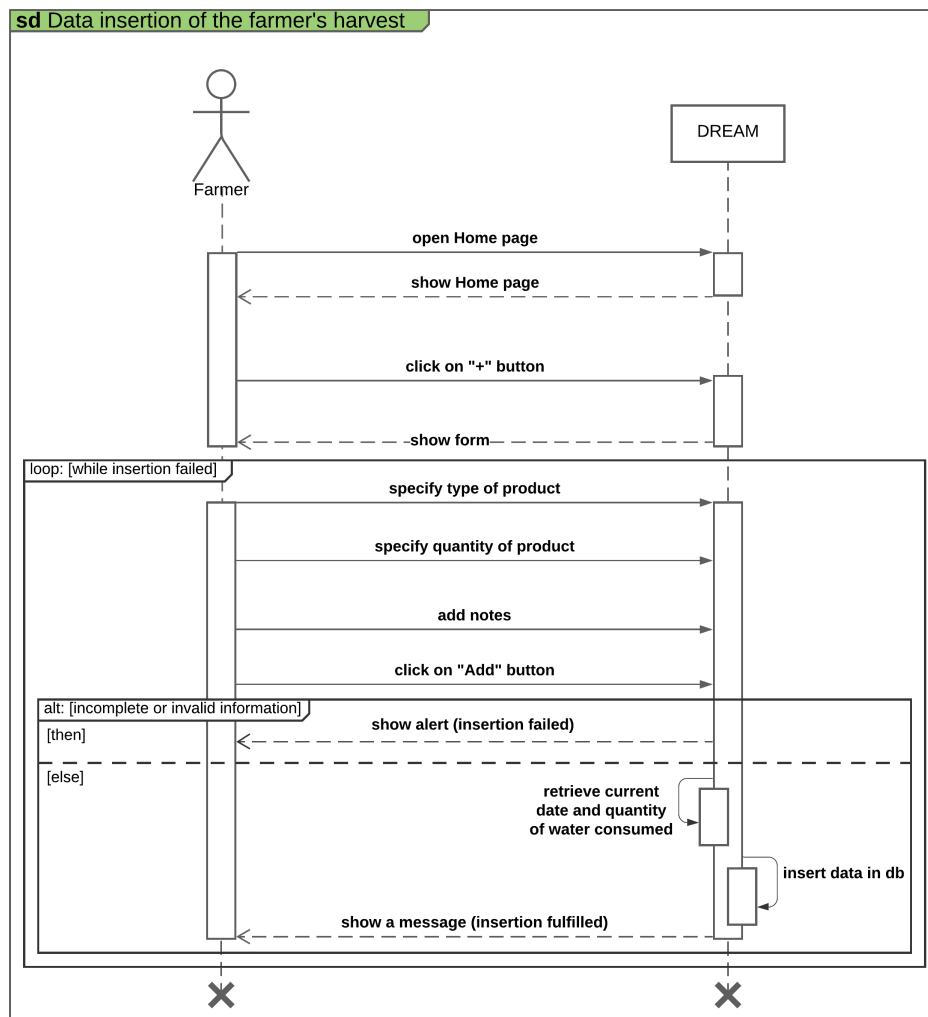 sd Data insertion of the farmer's harvest
DREAM
Farmer
open Home page
show Home page
click on "+" button
show form
loop: [while insertion failed]
specify type of product
specify quantity of product
add notes
click on "Add" button
alt: [incomplete or invalid information]
show alert (insertion failed)
[then]
[else]
retrieve current
date and quantity
of water consumed
insert data in db
show a message (insertion fulfilled)